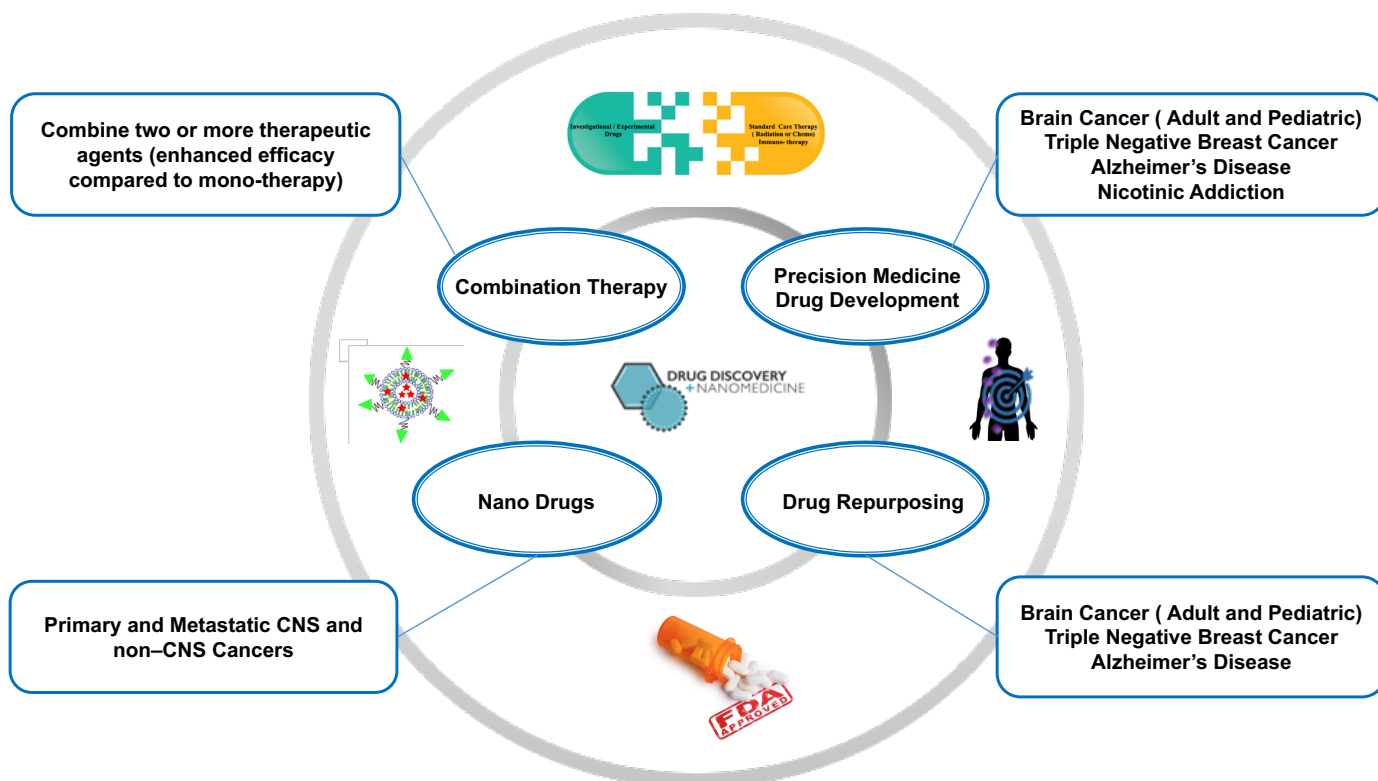 Investigational / Experimental
Drugs
Standard Care Therapy
( Radiation or Chemo)
Immuno- therapy
Combine two or more therapeutic
agents (enhanced efficacy
compared to mono-therapy)
Brain Cancer ( Adult and Pediatric)
Triple Negative Breast Cancer
Alzheimer’s Disease
Nicotinic Addiction
Combination Therapy
Precision Medicine
Drug Development
DRUG DISCOVERY
+NANOMEDICINE
Nano Drugs
Drug Repurposing
Primary and Metastatic CNS and
non–CNS Cancers
Brain Cancer ( Adult and Pediatric)
Triple Negative Breast Cancer
Alzheimer’s Disease
FDA
APPROVED